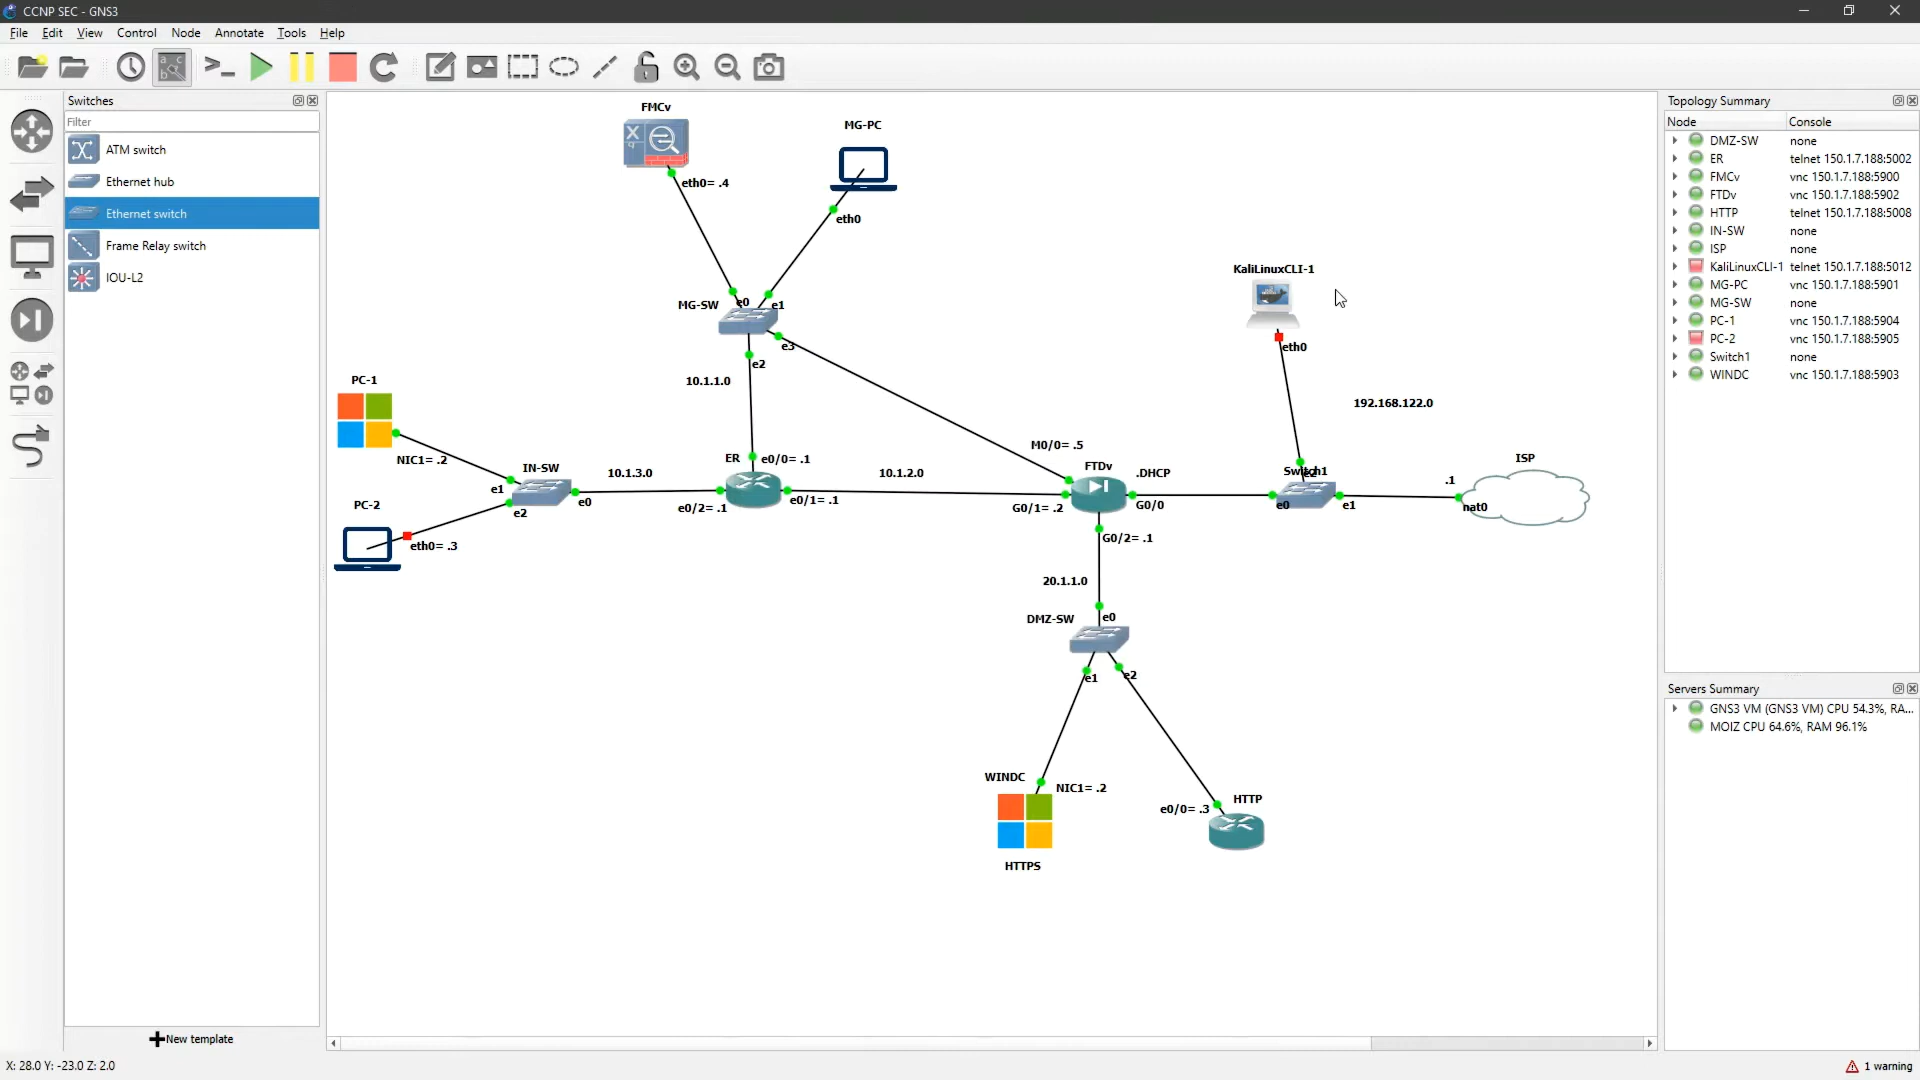 CCNP SEC - GNS3
File Edit View Control Node Annotate Tools Help
Switches
Filter
ATM switch
Ethernet hub
Ethernet switch
Frame Relay switch
IOU-L2
New template
X: 28.0 Y: -23.0 Z: 2.0
FMCv
eth0= .4
MG-PC
eth0
MG-SW
e0
e1
e3
e2
10.1.1.0
KaliLinuxCLI-1
eth0
192.168.122.0
PC-1
NIC1= .2
IN-SW
e1
e0
e2
10.1.3.0
PC-2
eth0= .3
ER
e0/0= .1
e0/2= .1
e0/1= .1
10.1.2.0
M0/0= .5
FTDv
.DHCP
G0/1= .2
G0/0
G0/2= .1
Switch1
e2
e0
e1
.1
ISP
nat0
20.1.1.0
DMZ-SW
e0
e1
e2
WINDC
NIC1= .2
HTTPS
e0/0= .3
HTTP
Topology Summary
Node Console
DMZ-SW none
ER telnet 150.1.7.188:5002
FMCv vnc 150.1.7.188:5900
FTDv vnc 150.1.7.188:5902
HTTP telnet 150.1.7.188:5008
IN-SW none
ISP none
KaliLinuxCLI-1 telnet 150.1.7.188:5012
MG-PC vnc 150.1.7.188:5901
MG-SW none
PC-1 vnc 150.1.7.188:5904
PC-2 vnc 150.1.7.188:5905
Switch1 none
WINDC vnc 150.1.7.188:5903
Servers Summary
GNS3 VM (GNS3 VM) CPU 54.3%, RA...
MOIZ CPU 64.6%, RAM 96.1%
1 warning